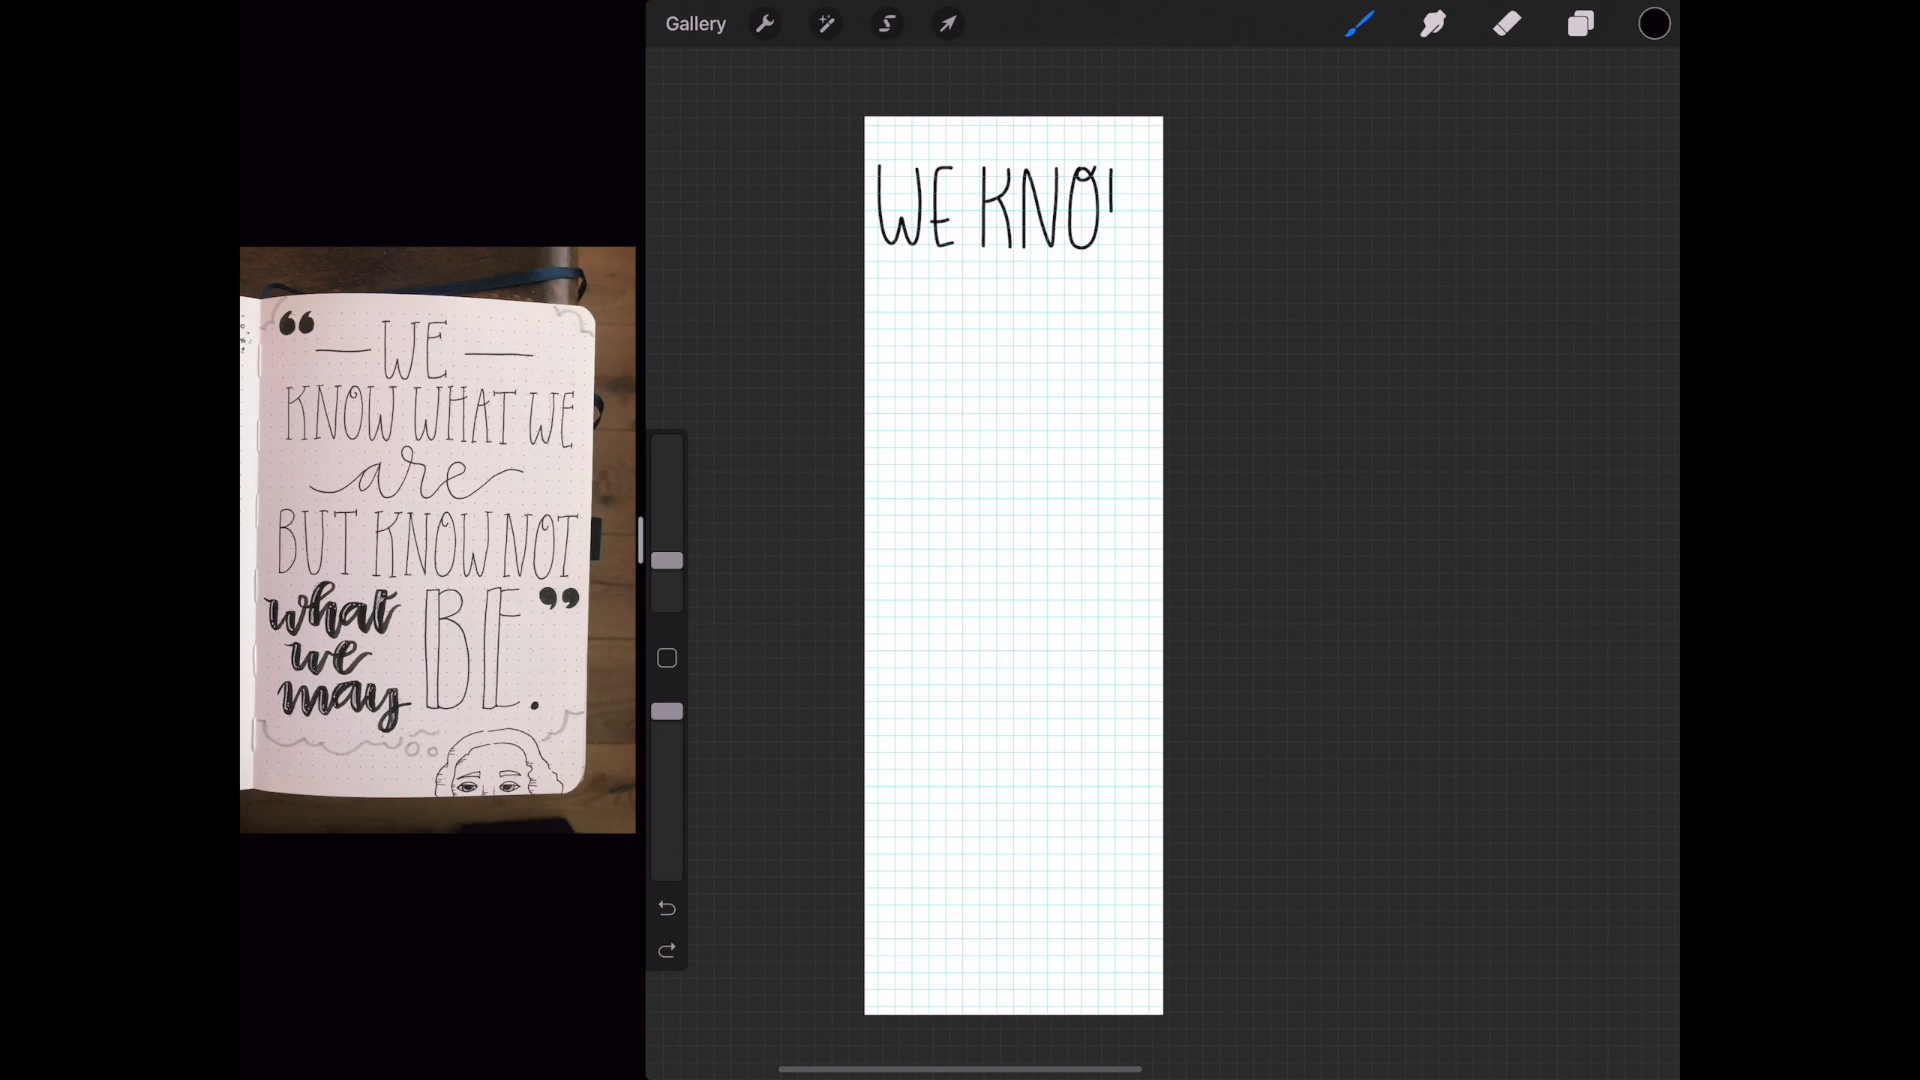 Gallery
“ WE
KNOW WHAT WE
are
BUT KNOW NOT
what
we
may
BE. ”
WE KNO